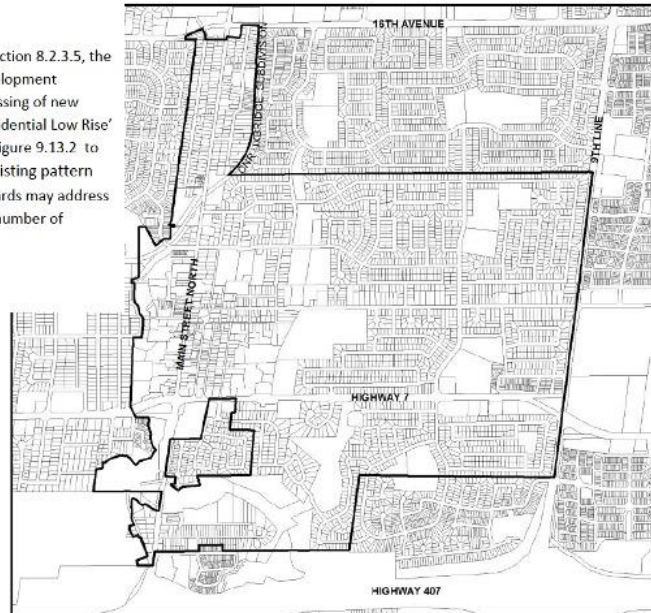 ction 8.2.3.5, the
elopment
ssing of new
dential Low Rise’
igure 9.13.2 to
isting pattern
ards may address
number of
16TH AVENUE
9TH LINE
MAIN STREET NORTH
HIGHWAY 7
HIGHWAY 407